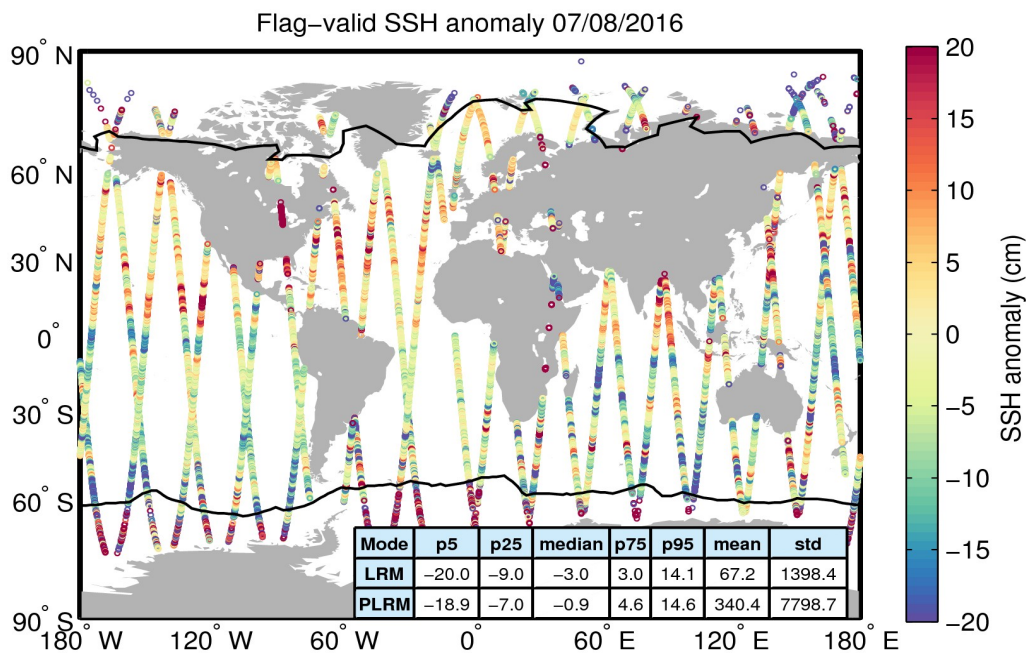 Flag−valid SSH anomaly 07/08/2016
90° N
60° N
30° N
0°
30° S
60° S
90° S
180° W
120° W
60° W
0°
60° E
120° E
180° E
Mode p5 p25 median p75 p95 mean std
LRM −20.0 −9.0 −3.0 3.0 14.1 67.2 1398.4
PLRM −18.9 −7.0 −0.9 4.6 14.6 340.4 7798.7
20
15
10
5
0
−5
−10
−15
−20
SSH anomaly (cm)